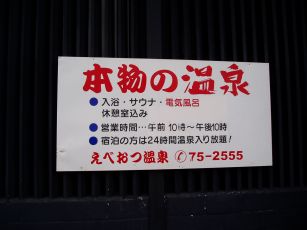 本物の温泉
● 入浴・サウナ・電気風呂
休憩室込み
● 営業時間…午前10時〜午後10時
● 宿泊の方は24時間温泉入り放題!
えべおつ温泉 ✆75-2555